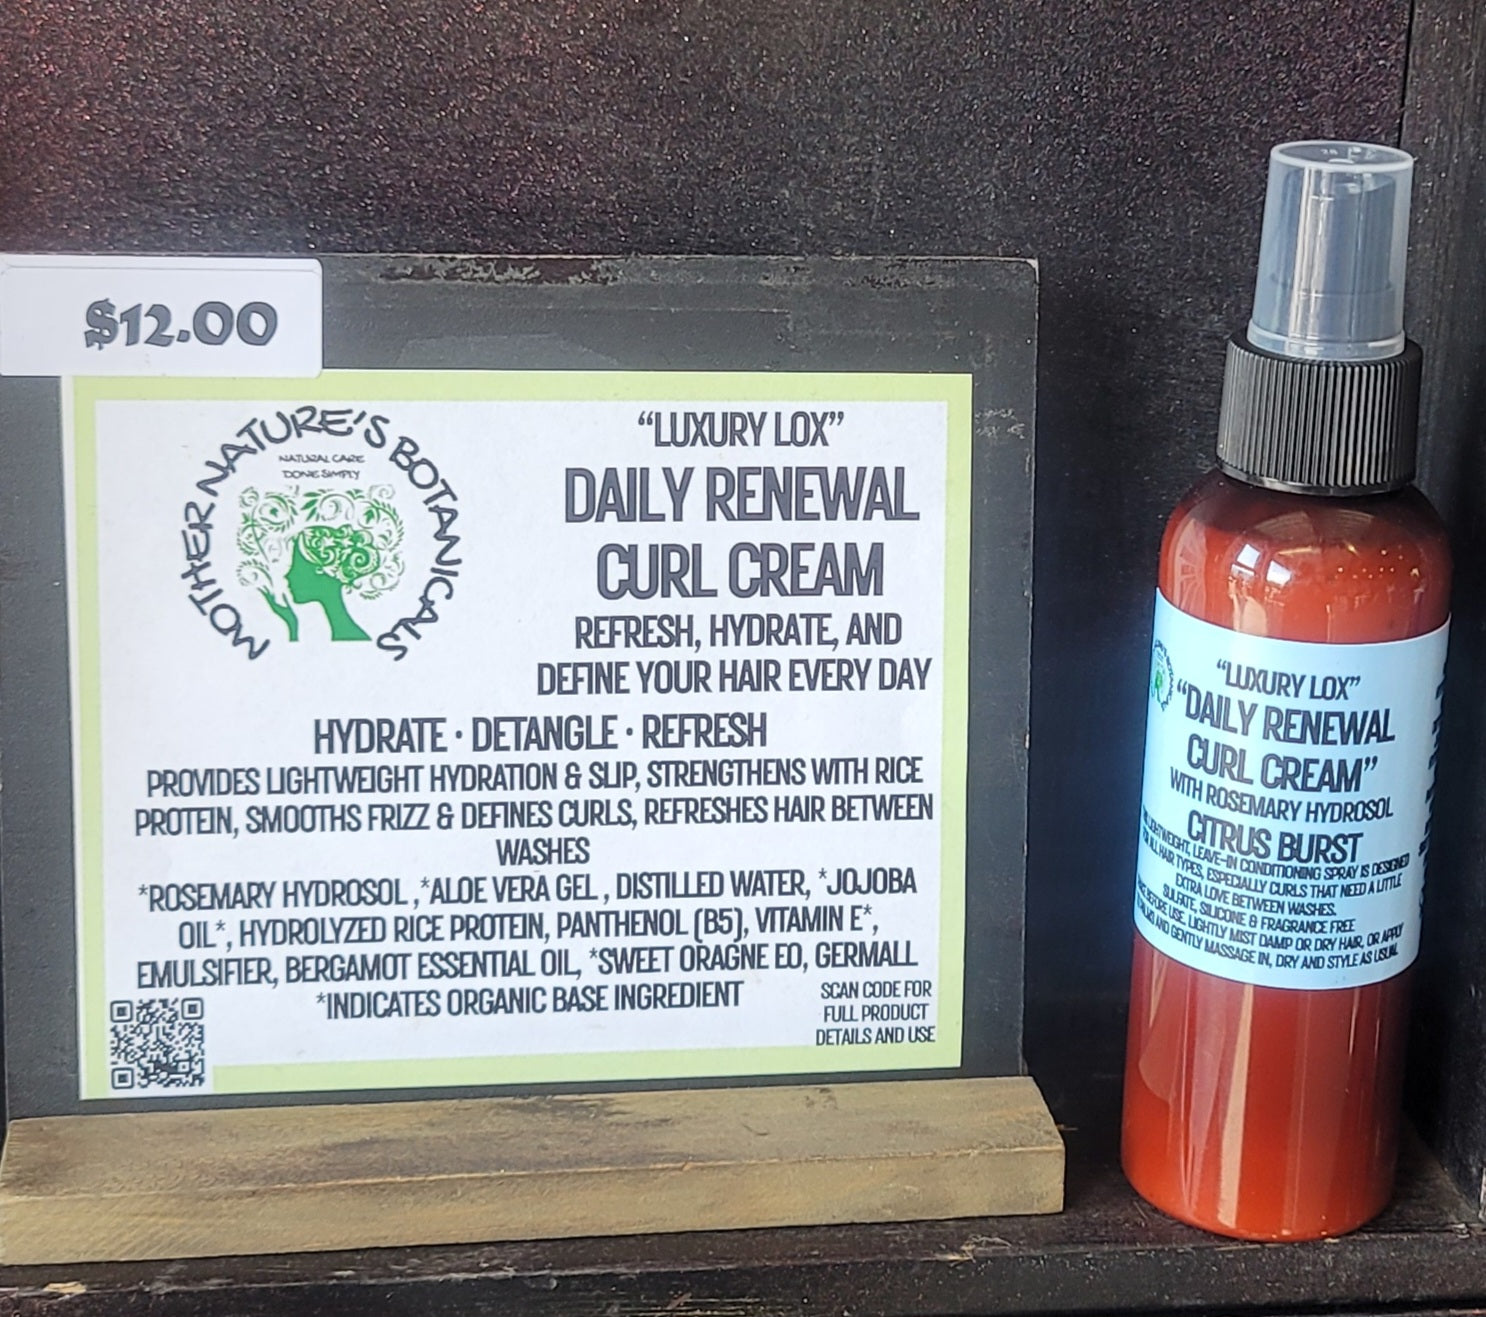 $12.00
MOTHER NATURE'S BOTANICALS
NATURAL CARE
DONE SIMPLY
“LUXURY LOX”
DAILY RENEWAL
CURL CREAM
REFRESH, HYDRATE, AND
DEFINE YOUR HAIR EVERY DAY
HYDRATE · DETANGLE · REFRESH
PROVIDES LIGHTWEIGHT HYDRATION & SLIP, STRENGTHENS WITH RICE
PROTEIN, SMOOTHS FRIZZ & DEFINES CURLS, REFRESHES HAIR BETWEEN
WASHES
*ROSEMARY HYDROSOL ,*ALOE VERA GEL , DISTILLED WATER, *JOJOBA
OIL*, HYDROLYZED RICE PROTEIN, PANTHENOL (B5), VITAMIN E*,
EMULSIFIER, BERGAMOT ESSENTIAL OIL, *SWEET ORAGNE EO, GERMALL
*INDICATES ORGANIC BASE INGREDIENT
SCAN CODE FOR
FULL PRODUCT
DETAILS AND USE
“LUXURY LOX”
“DAILY RENEWAL
CURL CREAM”
WITH ROSEMARY HYDROSOL
CITRUS BURST
LIGHTWEIGHT, LEAVE-IN CONDITIONING SPRAY IS DESIGNED
ALL HAIR TYPES, ESPECIALLY CURLS THAT NEED A LITTLE
EXTRA LOVE BETWEEN WASHES.
SULFATE, SILICONE & FRAGRANCE FREE
BEFORE USE. LIGHTLY MIST DAMP OR DRY HAIR, OR APPLY
AND GENTLY MASSAGE IN, DRY AND STYLE AS USUAL